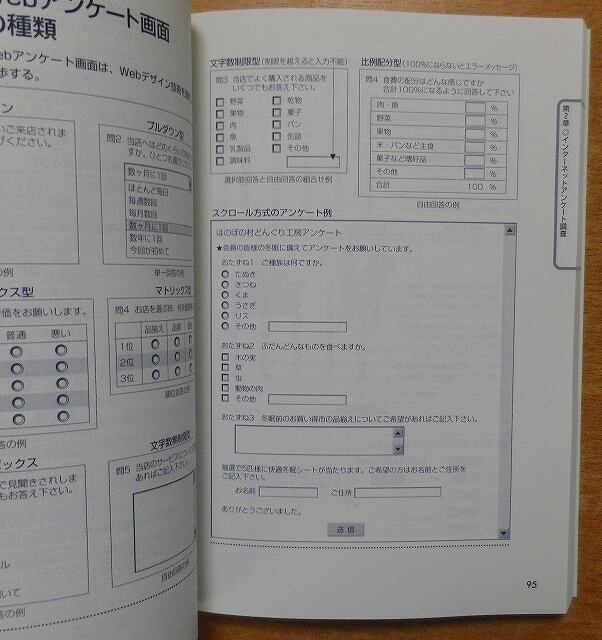 ebアンケート画面
の種類
ebアンケート画面は、Webデザイン技術を
歩する。
ご来店されま
びください。
の例
プルダウン型
問2 当店へはどのくらい
すか。ひとつお選び
数ヶ月に1回
ほとんど毎日
毎週数回
毎月数回
数ヶ月に1回
数年に1回
今回が初めて
単一回答の例
ックス型
価をお願いします。
普通 悪い
答の例
マトリックス型
問4 お店を選ぶ時、何を
品揃え 品質
1位
2位
3位
順位回答の例
ボックス
で見聞きされしま
もお答え下さい。
ル
いて
答の例
文字数無制限型
問5 当店のサービスについて
あればご記入下さい。
自由回答の例
文字数制限型(制限を越えると入力不能)
問3 当店でよく購入される商品を
いくつでもお答え下さい。
野菜 乾物
果物 菓子
肉 パン
魚 缶詰
乳製品 その他
調味料
選択肢回答と自由回答の組合せ例
比例配分型(100%にならないとエラーメッセージ)
問4 食費の配分はどんな感じですか
合計100%になるように回答して下さい
肉・魚 %
野菜 %
果物 %
米・パンなど主食 %
菓子など嗜好品 %
その他 %
合計 100 %
自由回答の例
スクロール方式のアンケート例
ほのぼの村どんぐり工房アンケート
★会員の皆様の冬眠に備えてアンケートをお願いしています。
おたずね1 ご種族は何ですか。
たぬき
きつね
くま
うさぎ
リス
その他
おたずね2 ふだんどんなものを食べますか。
木の実
草
虫
動物の肉
その他
おたずね3 冬眠前のお買い得市の品揃えについてご希望があればご記入下さい。
抽選で5匹様に快適冬眠シートが当たります。ご希望の方はお名前とご住所を
ご記入下さい。
お名前 ご住所
ありがとうございました。
送 信
第2章◎インターネットアンケート調査
95